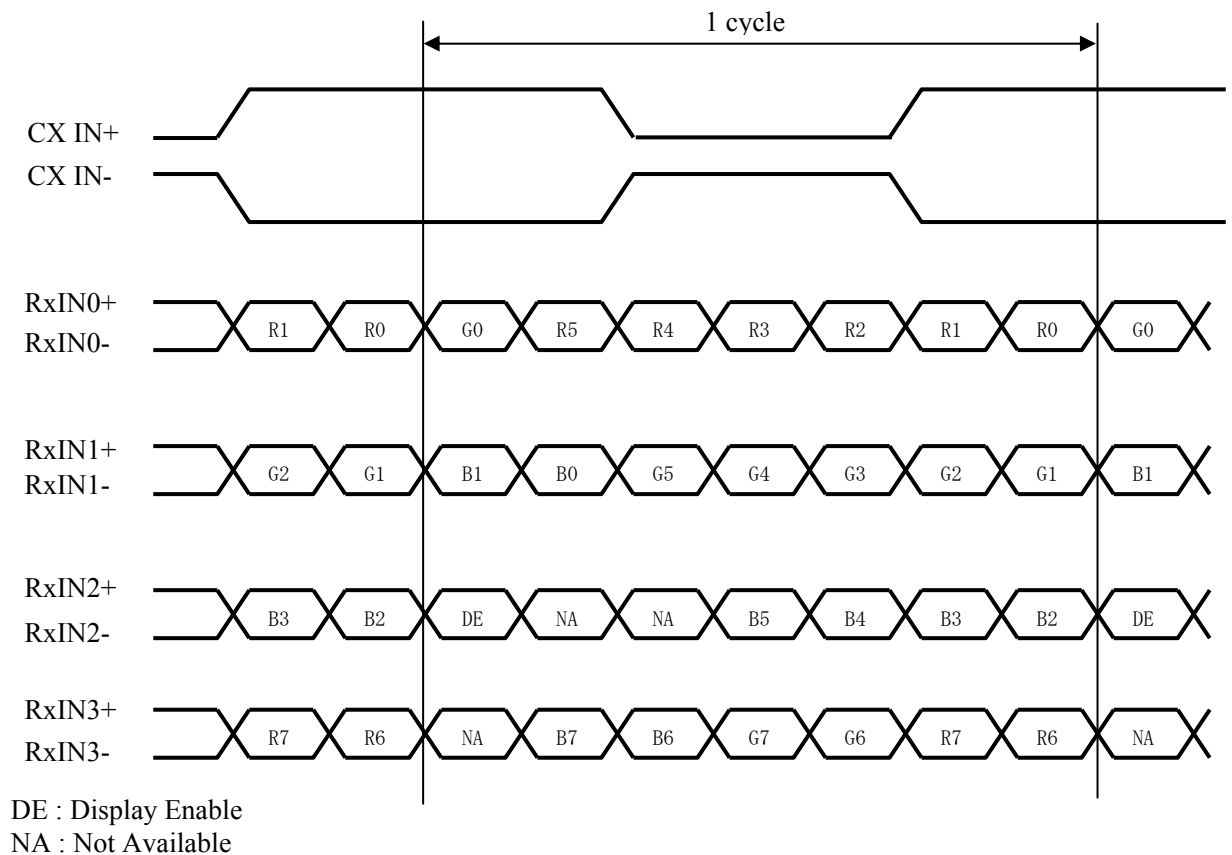 1 cycle
CX IN+
CX IN-
RxIN0+
R1 R0 G0 R5 R4 R3 R2 R1 R0 G0
RxIN0-
RxIN1+
G2 G1 B1 B0 G5 G4 G3 G2 G1 B1
RxIN1-
RxIN2+
B3 B2 DE NA NA B5 B4 B3 B2 DE
RxIN2-
RxIN3+
R7 R6 NA B7 B6 G7 G6 R7 R6 NA
RxIN3-
DE : Display Enable
NA : Not Available